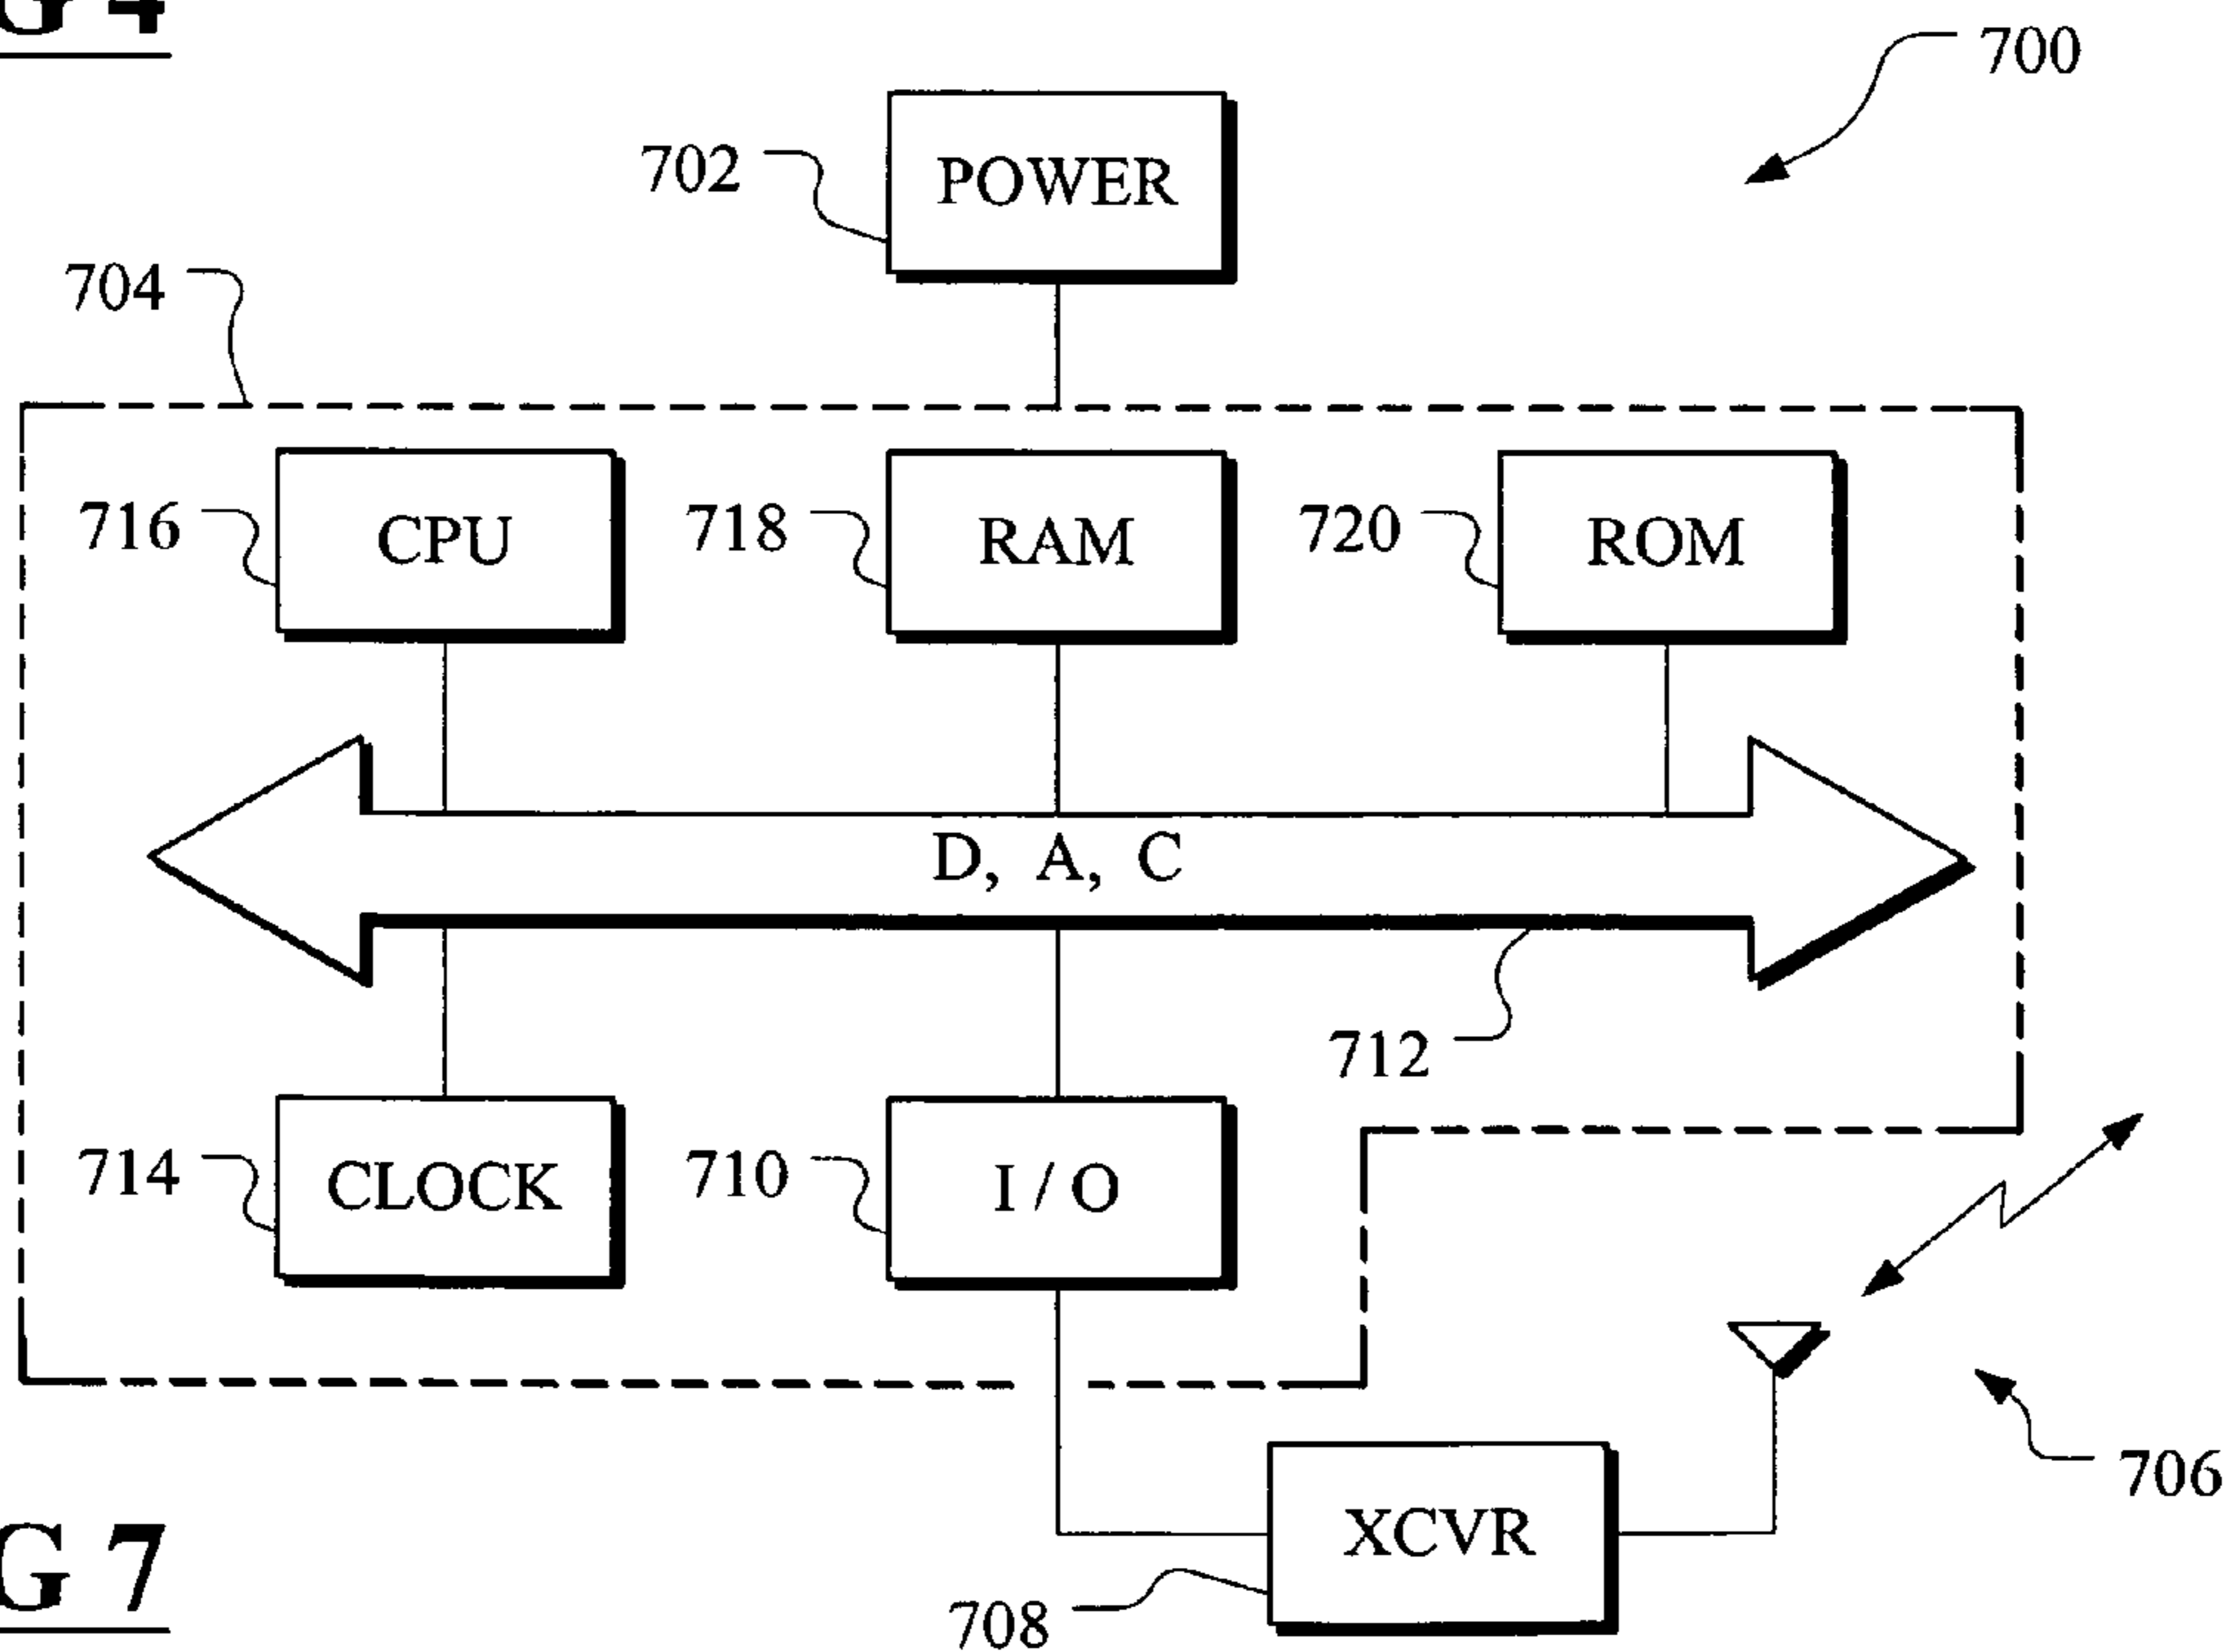 G 4
700
702
POWER
704
716
CPU
718
RAM
720
ROM
D, A, C
712
714
CLOCK
710
I / O
706
XCVR
708
G 7